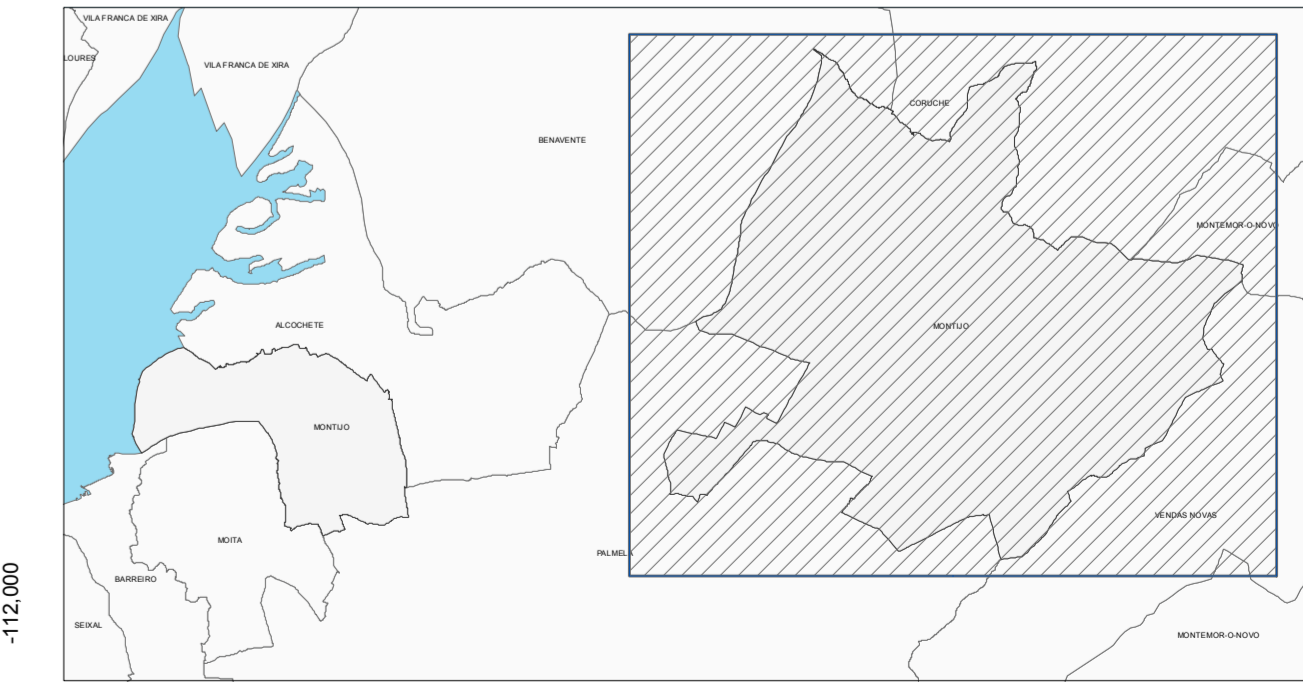 VILA FRANCA DE XIRA
LOURES
VILA FRANCA DE XIRA
CORUCHE
BENAVENTE
MONTEMOR-O-NOVO
ALCOCHETE
MONTIJO
MONTIJO
VENDAS NOVAS
MOITA
PALMELA
BARREIRO
-112,000
SEIXAL
MONTEMOR-O-NOVO